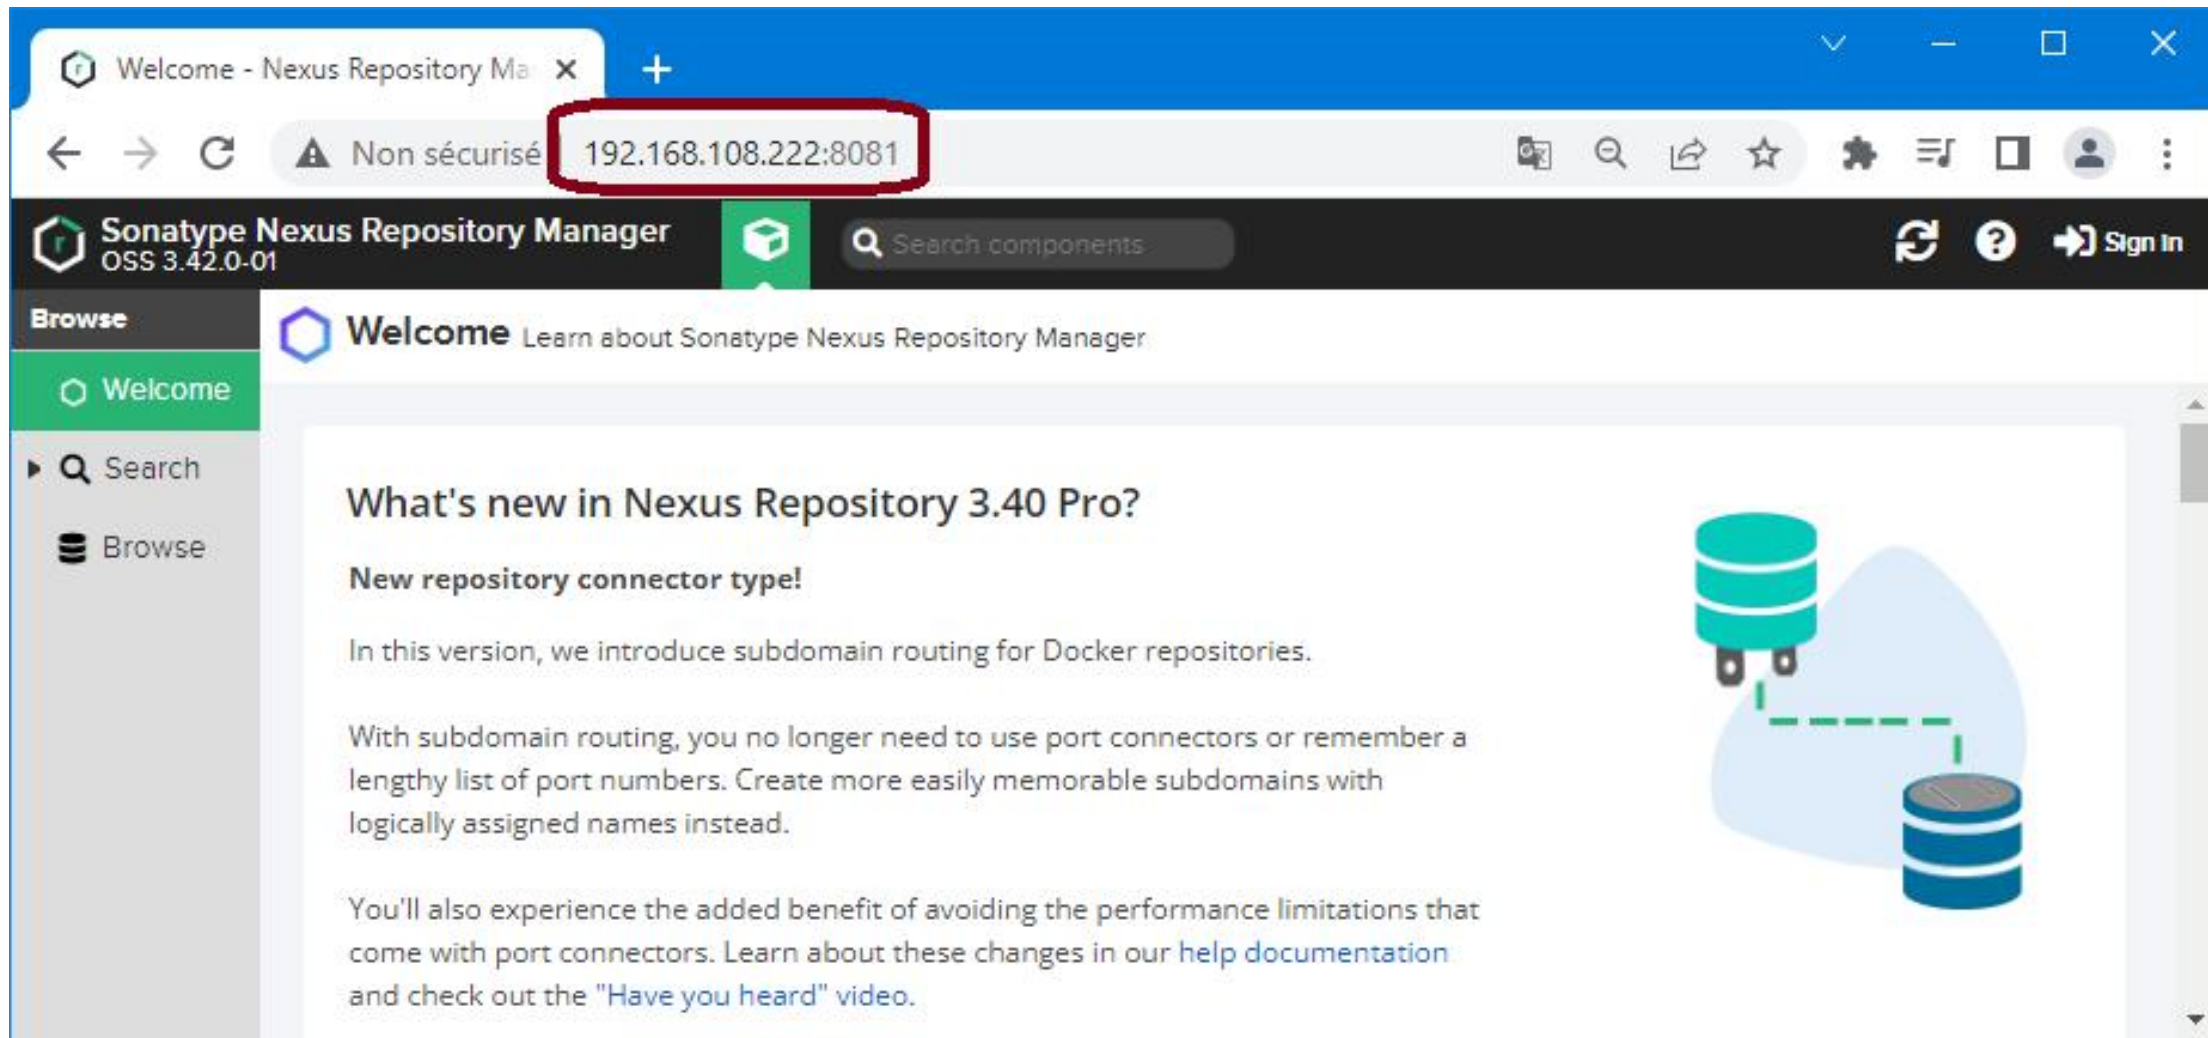 Welcome - Nexus Repository Ma
Non sécurisé 192.168.108.222:8081
Sonatype Nexus Repository Manager
OSS 3.42.0-01
Search components
Sign in
Browse
Welcome Learn about Sonatype Nexus Repository Manager
Welcome
Search
Browse
What's new in Nexus Repository 3.40 Pro?
New repository connector type!
In this version, we introduce subdomain routing for Docker repositories.
With subdomain routing, you no longer need to use port connectors or remember a
lengthy list of port numbers. Create more easily memorable subdomains with
logically assigned names instead.
You'll also experience the added benefit of avoiding the performance limitations that
come with port connectors. Learn about these changes in our help documentation
and check out the "Have you heard" video.